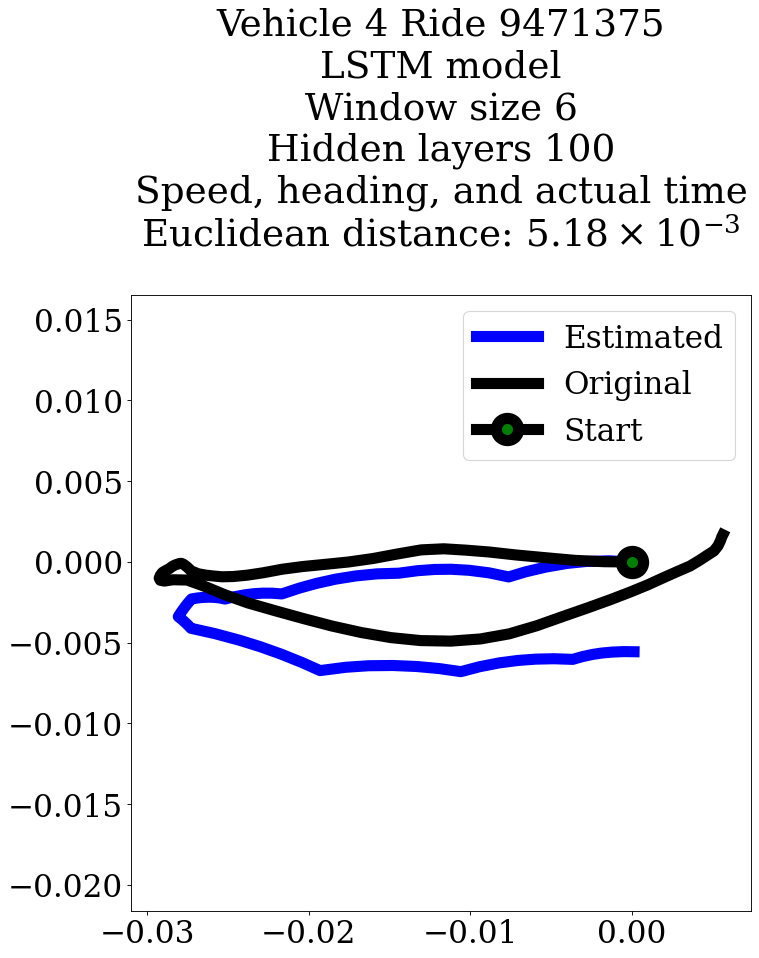 Vehicle 4 Ride 9471375
LSTM model
Window size 6
Hidden layers 100
Speed, heading, and actual time
Euclidean distance: 5.18 × 10⁻³
Estimated
Original
Start
0.015
0.010
0.005
0.000
−0.005
−0.010
−0.015
−0.020
−0.03
−0.02
−0.01
0.00